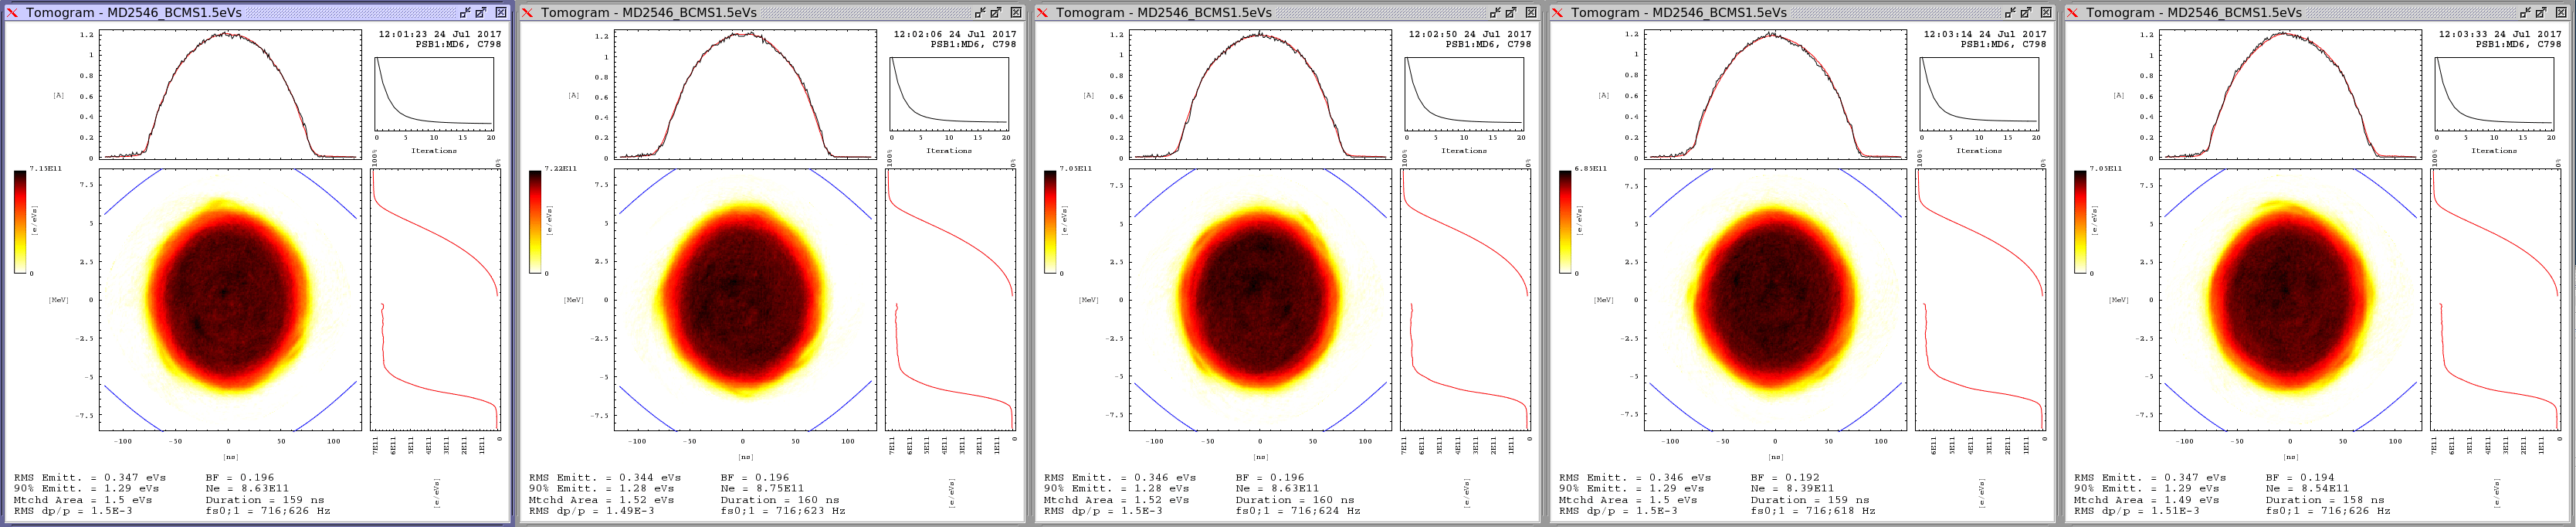 Tomogram - MD2546_BCMS1.5eVs
12:01:23 24 Jul 2017
PSB1:MD6, C798
1.2
1
0.8
[A]
0.6
0.4
0.2
0
0 5 10 15 20
Iterations
100%
0%
7.15E11
[e/eVs]
0
7.5
5
2.5
[MeV] 0
-2.5
-5
-7.5
-100 -50 0 50 100
[ns]
7E11 6E11 5E11 4E11 3E11 2E11 1E11 0
[e/eVs]
RMS Emitt. = 0.347 eVs BF = 0.196
90% Emitt. = 1.29 eVs Ne = 8.63E11
Mtchd Area = 1.5 eVs Duration = 159 ns
RMS dp/p = 1.5E-3 fs0;1 = 716;626 Hz
Tomogram - MD2546_BCMS1.5eVs
12:02:06 24 Jul 2017
PSB1:MD6, C798
1.2
1
0.8
[A]
0.6
0.4
0.2
0
0 5 10 15 20
Iterations
100%
0%
7.22E11
[e/eVs]
0
7.5
5
2.5
[MeV] 0
-2.5
-5
-7.5
-100 -50 0 50 100
[ns]
7E11 6E11 5E11 4E11 3E11 2E11 1E11 0
[e/eVs]
RMS Emitt. = 0.344 eVs BF = 0.196
90% Emitt. = 1.28 eVs Ne = 8.75E11
Mtchd Area = 1.52 eVs Duration = 160 ns
RMS dp/p = 1.49E-3 fs0;1 = 716;623 Hz
Tomogram - MD2546_BCMS1.5eVs
12:02:50 24 Jul 2017
PSB1:MD6, C798
1.2
1
0.8
[A]
0.6
0.4
0.2
0
0 5 10 15 20
Iterations
100%
0%
7.05E11
[e/eVs]
0
7.5
5
2.5
[MeV] 0
-2.5
-5
-7.5
-100 -50 0 50 100
[ns]
7E11 6E11 5E11 4E11 3E11 2E11 1E11 0
[e/eVs]
RMS Emitt. = 0.346 eVs BF = 0.196
90% Emitt. = 1.28 eVs Ne = 8.63E11
Mtchd Area = 1.52 eVs Duration = 160 ns
RMS dp/p = 1.5E-3 fs0;1 = 716;624 Hz
Tomogram - MD2546_BCMS1.5eVs
12:03:14 24 Jul 2017
PSB1:MD6, C798
1.2
1
0.8
[A]
0.6
0.4
0.2
0
0 5 10 15 20
Iterations
100%
0%
6.85E11
[e/eVs]
0
7.5
5
2.5
[MeV] 0
-2.5
-5
-7.5
-100 -50 0 50 100
[ns]
6E11 5E11 4E11 3E11 2E11 1E11 0
[e/eVs]
RMS Emitt. = 0.346 eVs BF = 0.192
90% Emitt. = 1.29 eVs Ne = 8.39E11
Mtchd Area = 1.5 eVs Duration = 159 ns
RMS dp/p = 1.5E-3 fs0;1 = 716;618 Hz
Tomogram - MD2546_BCMS1.5eVs
12:03:33 24 Jul 2017
PSB1:MD6, C798
1.2
1
0.8
[A]
0.6
0.4
0.2
0
0 5 10 15 20
Iterations
100%
0%
7.05E11
[e/eVs]
0
7.5
5
2.5
[MeV] 0
-2.5
-5
-7.5
-100 -50 0 50 100
[ns]
7E11 6E11 5E11 4E11 3E11 2E11 1E11 0
[e/eVs]
RMS Emitt. = 0.347 eVs BF = 0.194
90% Emitt. = 1.29 eVs Ne = 8.54E11
Mtchd Area = 1.49 eVs Duration = 158 ns
RMS dp/p = 1.51E-3 fs0;1 = 716;626 Hz